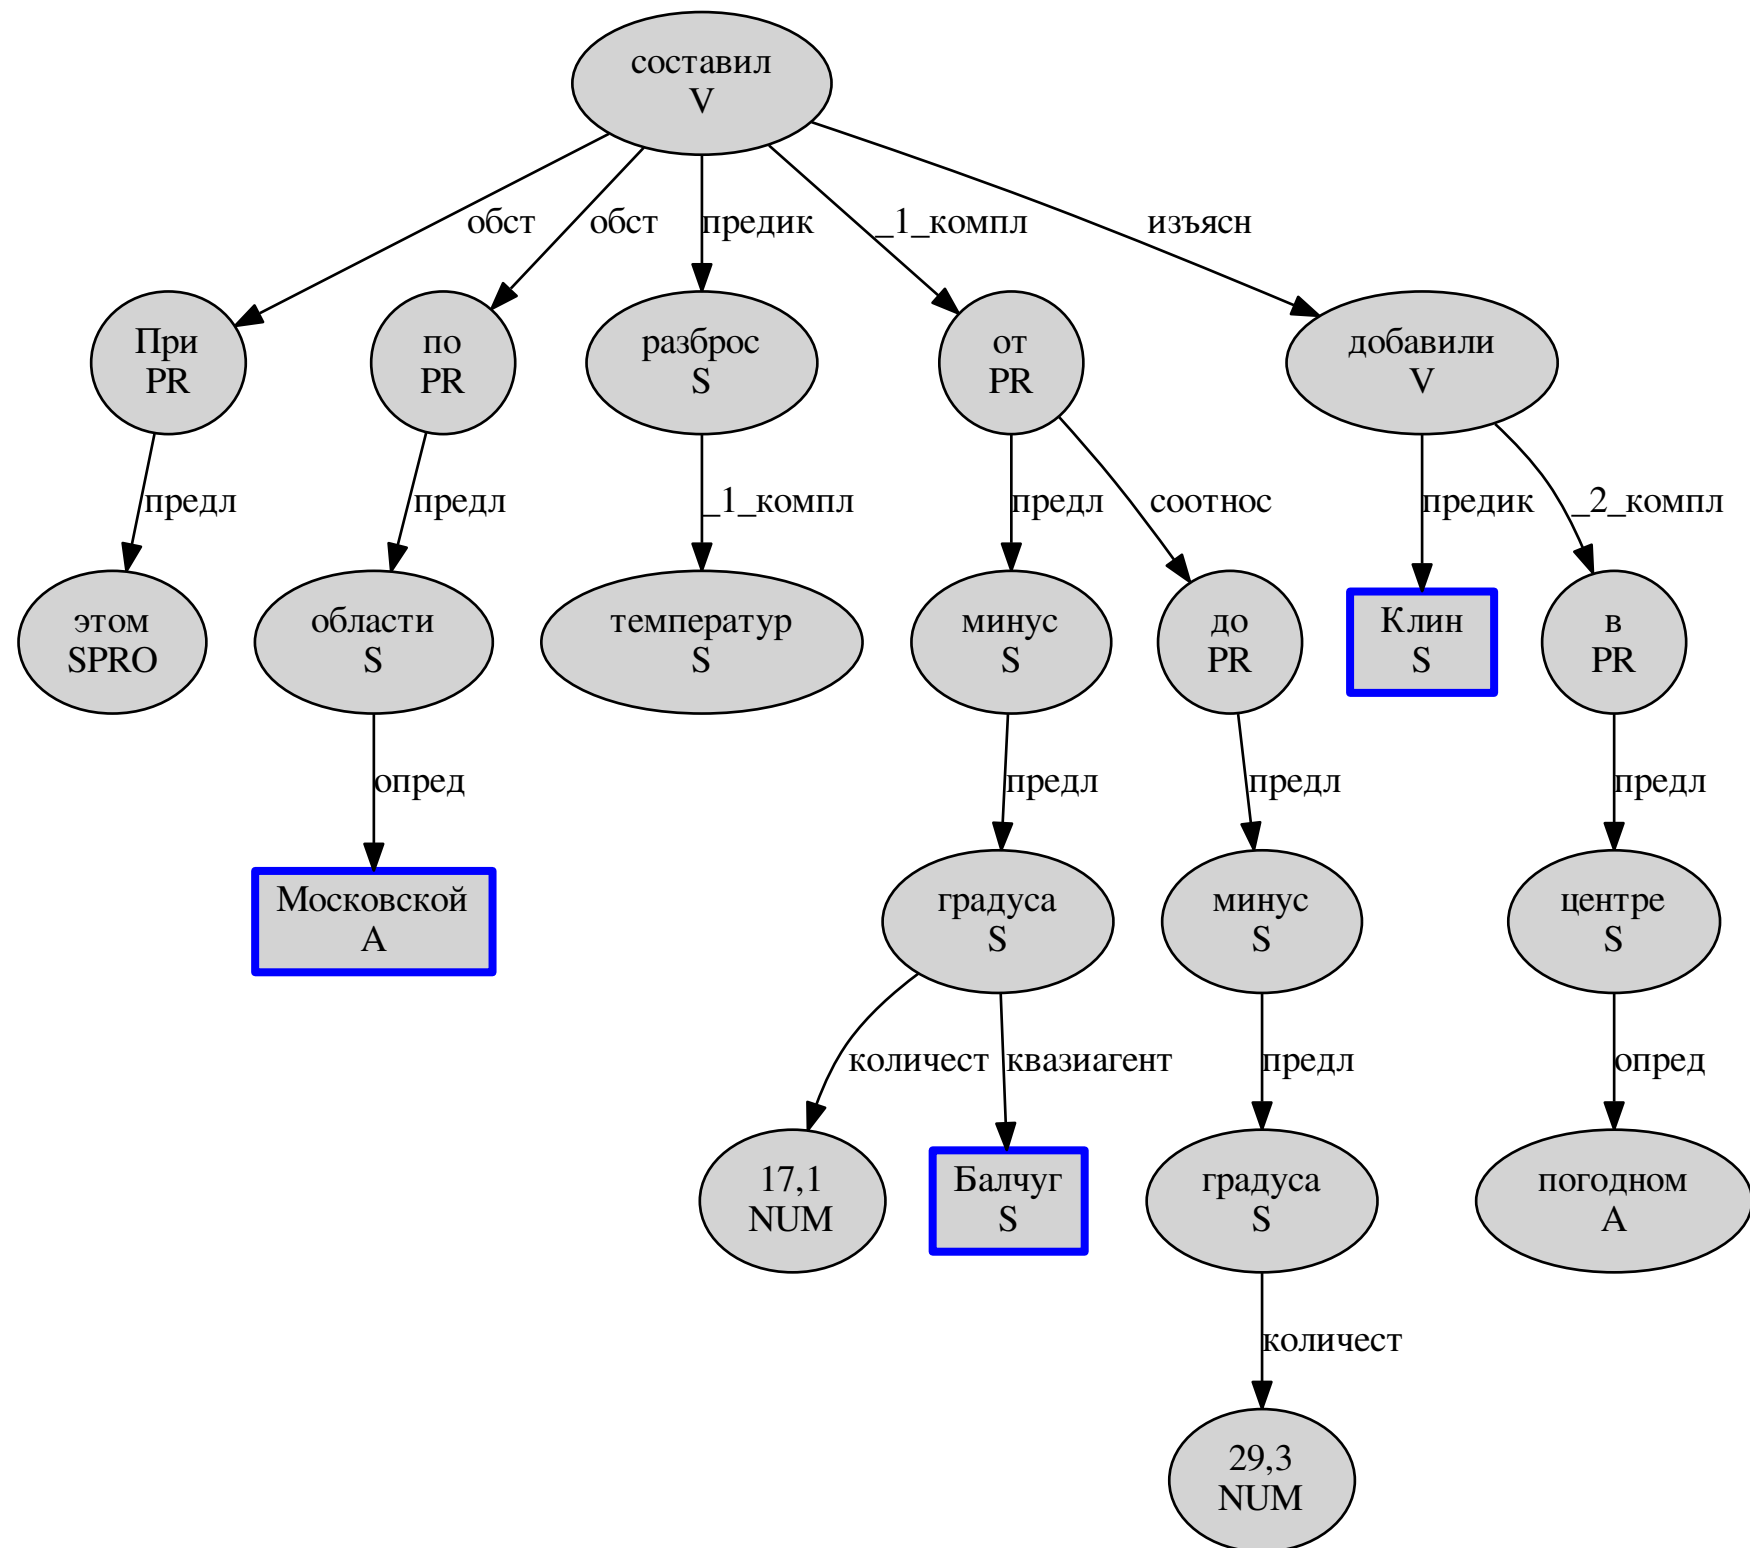 составил
V
обст
обст
предик
_1_компл
изъясн
При
PR
по
PR
разброс
S
от
PR
добавили
V
предл
предл
_1_компл
предл
соотнос
предик
_2_компл
этом
SPRO
области
S
температур
S
минус
S
до
PR
Клин
S
в
PR
опред
предл
предл
предл
Московской
A
градуса
S
минус
S
центре
S
количест
квазиагент
предл
опред
17,1
NUM
Балчуг
S
градуса
S
погодном
A
количест
29,3
NUM